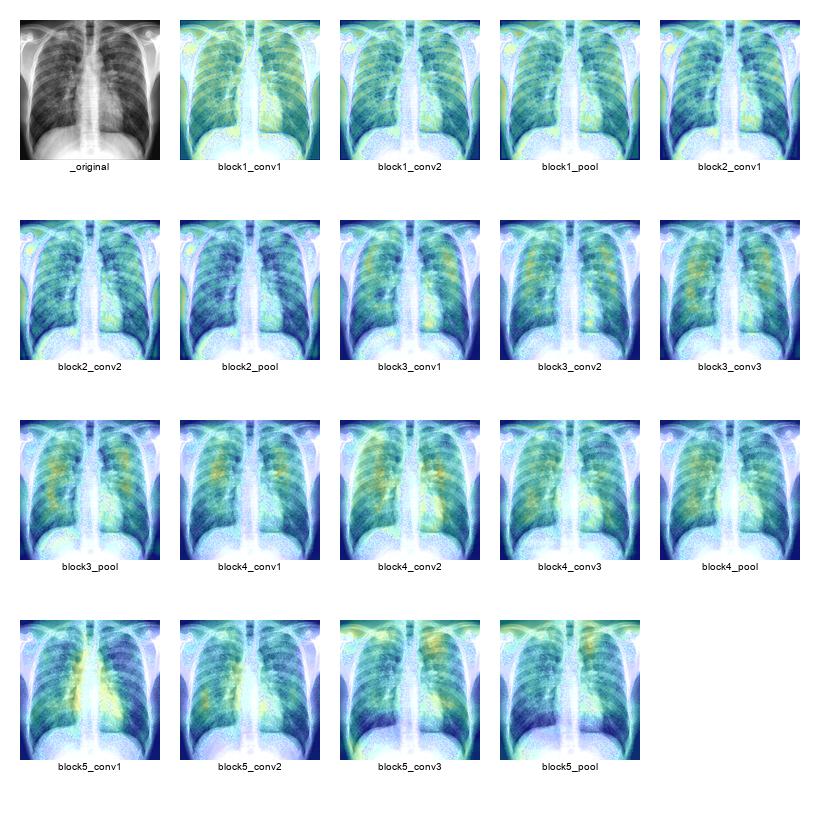 _original
block1_conv1
block1_conv2
block1_pool
block2_conv1
block2_conv2
block2_pool
block3_conv1
block3_conv2
block3_conv3
block3_pool
block4_conv1
block4_conv2
block4_conv3
block4_pool
block5_conv1
block5_conv2
block5_conv3
block5_pool